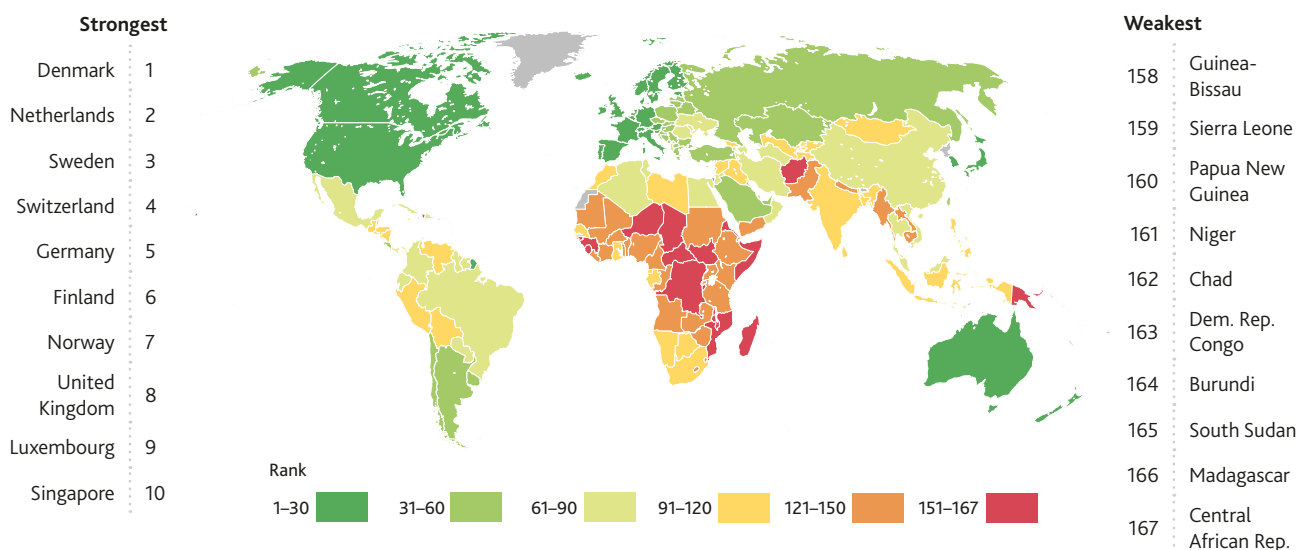 Strongest
Denmark 1
Netherlands 2
Sweden 3
Switzerland 4
Germany 5
Finland 6
Norway 7
United
Kingdom 8
Luxembourg 9
Singapore 10
Rank
1–30 31–60 61–90 91–120 121–150 151–167
Weakest
158 Guinea-
Bissau
159 Sierra Leone
160 Papua New
Guinea
161 Niger
162 Chad
163 Dem. Rep.
Congo
164 Burundi
165 South Sudan
166 Madagascar
167 Central
African Rep.